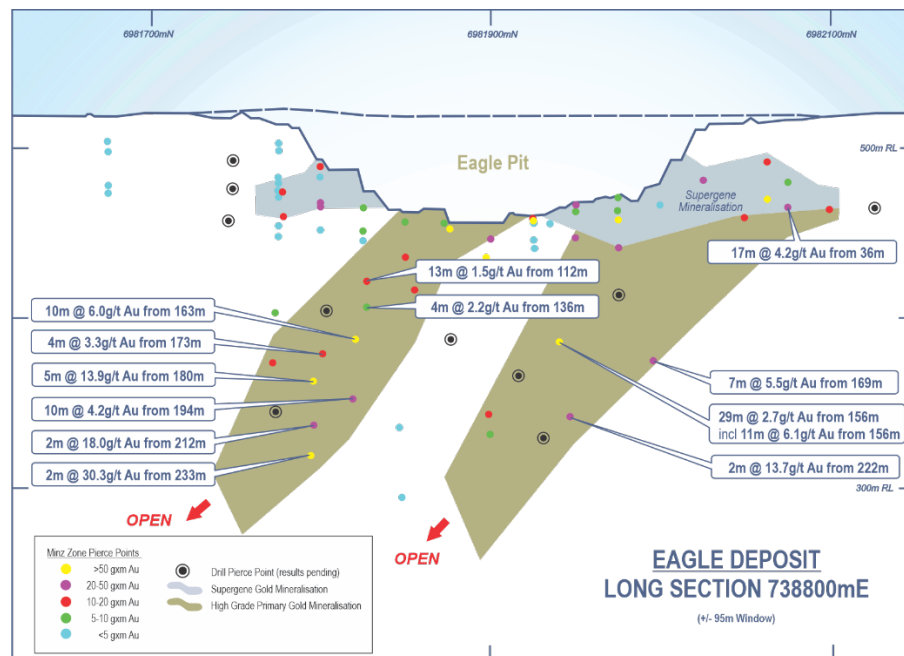 6981700mN
6981900mN
6982100mN
500m RL
Eagle Pit
Supergene
Mineralisation
17m @ 4.2g/t Au from 36m
13m @ 1.5g/t Au from 112m
4m @ 2.2g/t Au from 136m
10m @ 6.0g/t Au from 163m
4m @ 3.3g/t Au from 173m
5m @ 13.9g/t Au from 180m
10m @ 4.2g/t Au from 194m
2m @ 18.0g/t Au from 212m
2m @ 30.3g/t Au from 233m
7m @ 5.5g/t Au from 169m
29m @ 2.7g/t Au from 156m
incl 11m @ 6.1g/t Au from 156m
2m @ 13.7g/t Au from 222m
300m RL
OPEN
OPEN
Minz Zone Pierce Points
>50 gxm Au
20-50 gxm Au
10-20 gxm Au
5-10 gxm Au
<5 gxm Au
Drill Pierce Point (results pending)
Supergene Gold Mineralisation
High Grade Primary Gold Mineralisation
EAGLE DEPOSIT
LONG SECTION 738800mE
(+/- 95m Window)